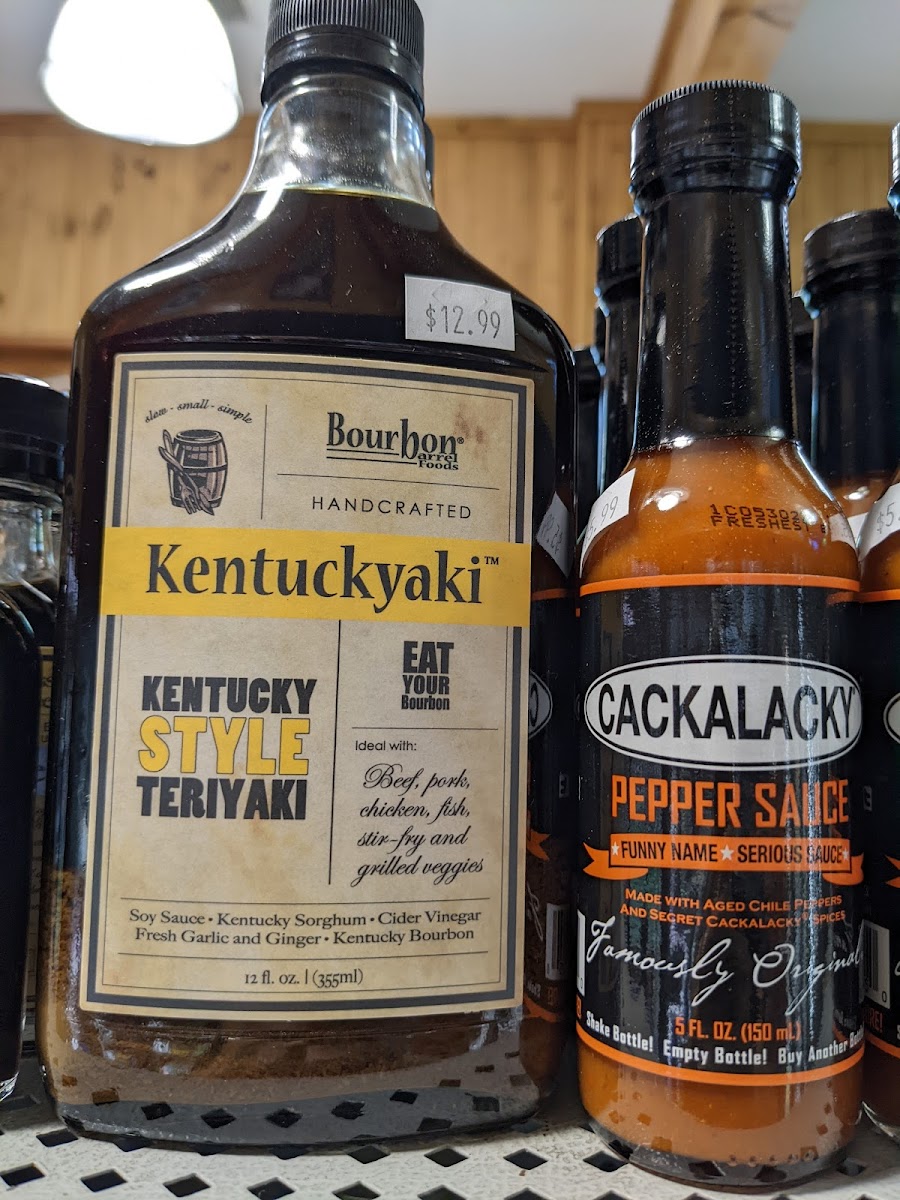 $12.99
slow - small - simple
Bourbon®
Barrel
Foods
HANDCRAFTED
Kentuckyaki™
KENTUCKY
STYLE
TERIYAKI
EAT
YOUR
Bourbon
Ideal with:
Beef, pork,
chicken, fish,
stir-fry and
grilled veggies
Soy Sauce • Kentucky Sorghum • Cider Vinegar
Fresh Garlic and Ginger • Kentucky Bourbon
12 fl. oz. | (355ml)
.99
FRESHEST
CACKALACKY
PEPPER SAUCE
FUNNY NAME ★ SERIOUS SAUCE
MADE WITH AGED CHILE PEPPERS
AND SECRET CACKALACKY® SPICES
Famously Original
5 FL. OZ. (150 mL)
Shake Bottle! Empty Bottle! Buy Another
$5.